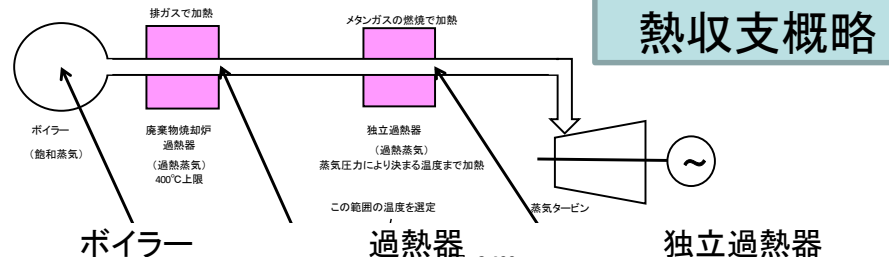 熱収支概略
排ガスで加熱
メタンガスの燃焼で加熱
ボイラー
（飽和蒸気）
廃棄物焼却炉
過熱器
（過熱蒸気）
400℃上限
独立過熱器
（過熱蒸気）
蒸気圧力により決まる温度まで加熱
～
この範囲の温度を選定
蒸気タービン
ボイラー
過熱器
独立過熱器